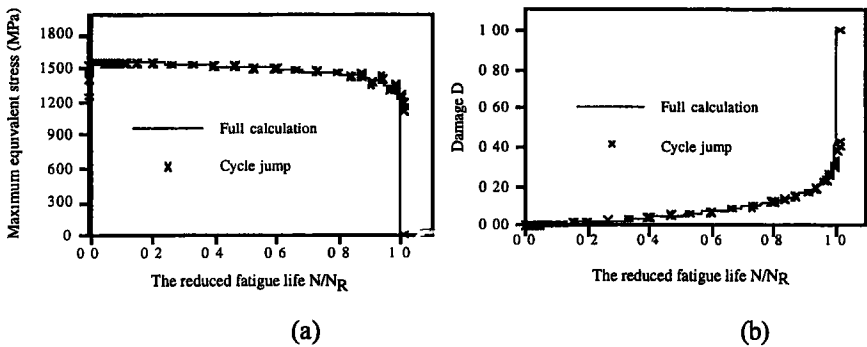 Maximum equivalent stress (MPa)
1800
1500
1200
900
600
300
0
Full calculation
Cycle jump
0 0
0 2
0 4
0 6
0 8
1 0
The reduced fatigue life N/NR
(a)
Damage D
1 00
0 80
0 60
0 40
0 20
0 00
Full calculation
Cycle jump
0 0
0 2
0 4
0 6
0 8
1 0
The reduced fatigue life N/NR
(b)